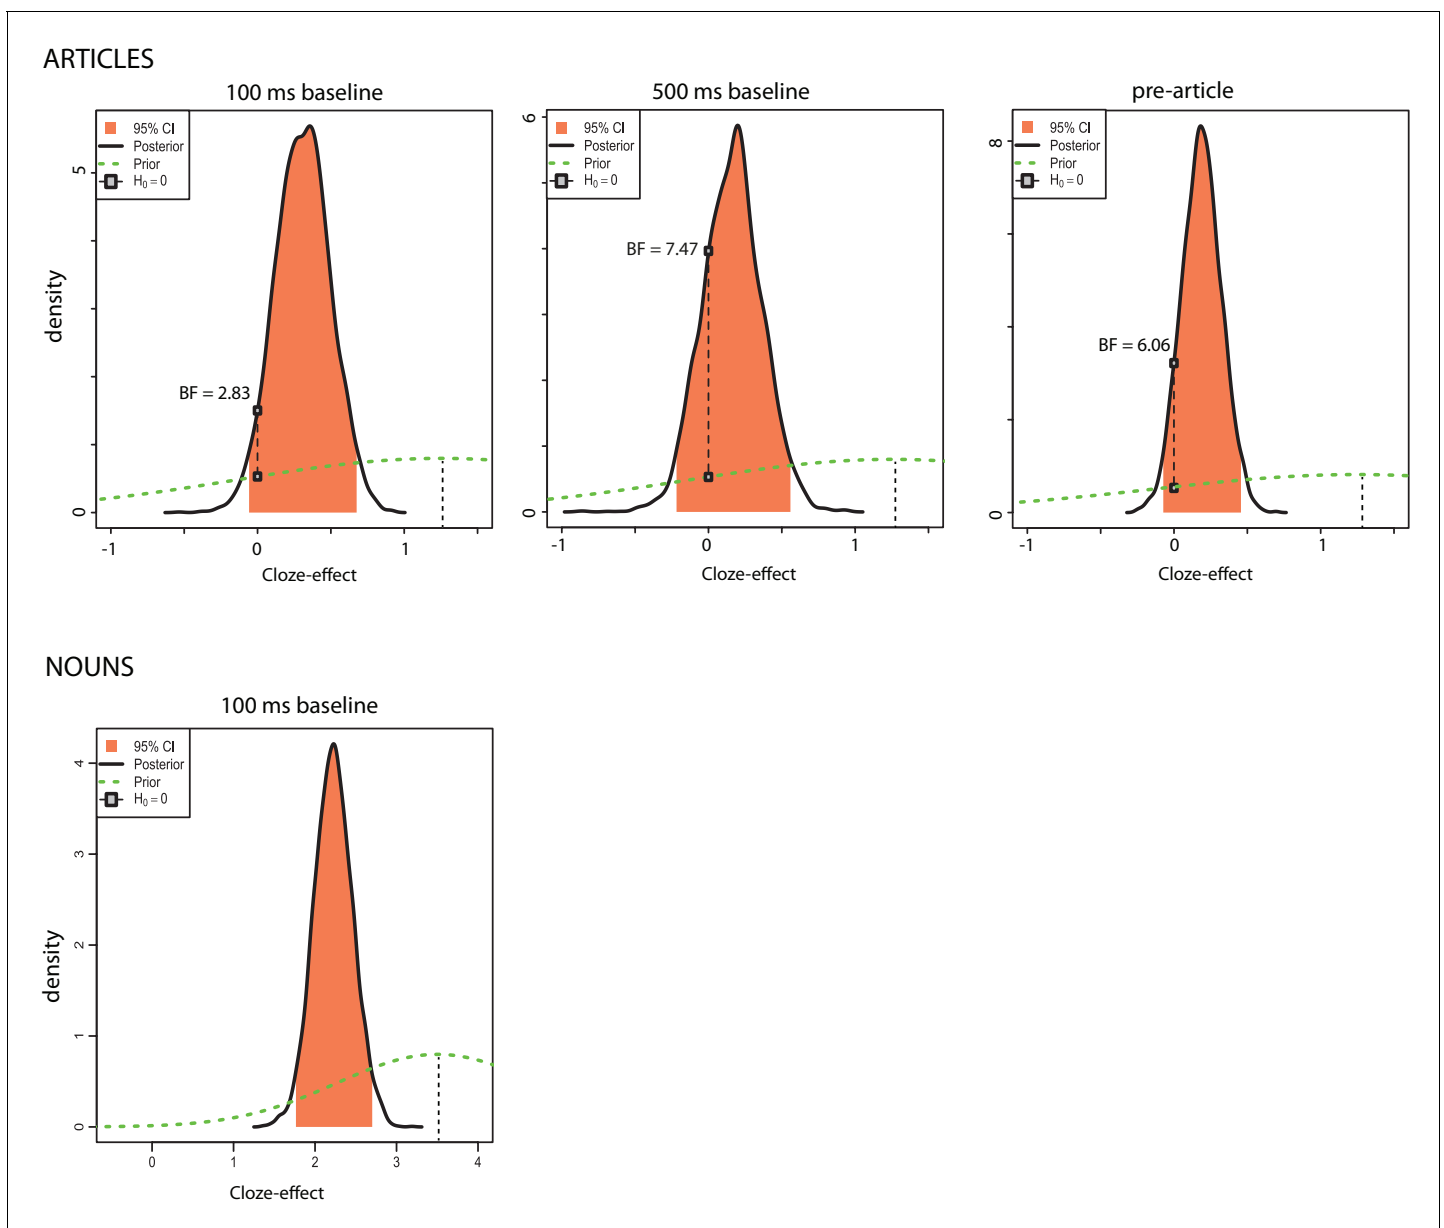 ARTICLES
100 ms baseline
95% CI
Posterior
Prior
H₀ = 0
BF = 2.83
density
5
0
-1
0
1
Cloze-effect
500 ms baseline
95% CI
Posterior
Prior
H₀ = 0
BF = 7.47
6
0
-1
0
1
Cloze-effect
pre-article
95% CI
Posterior
Prior
H₀ = 0
BF = 6.06
8
0
-1
0
1
Cloze-effect
NOUNS
100 ms baseline
95% CI
Posterior
Prior
H₀ = 0
density
4
3
2
1
0
0
1
2
3
4
Cloze-effect